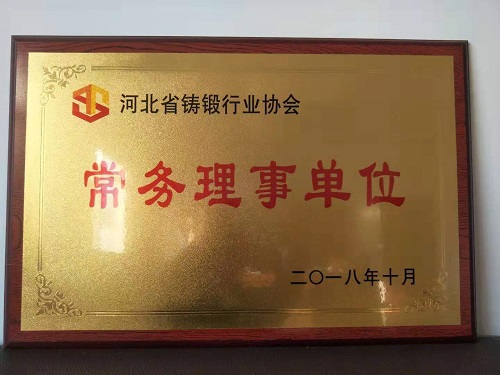 河北省铸锻行业协会
常务理事单位
二〇一八年十月